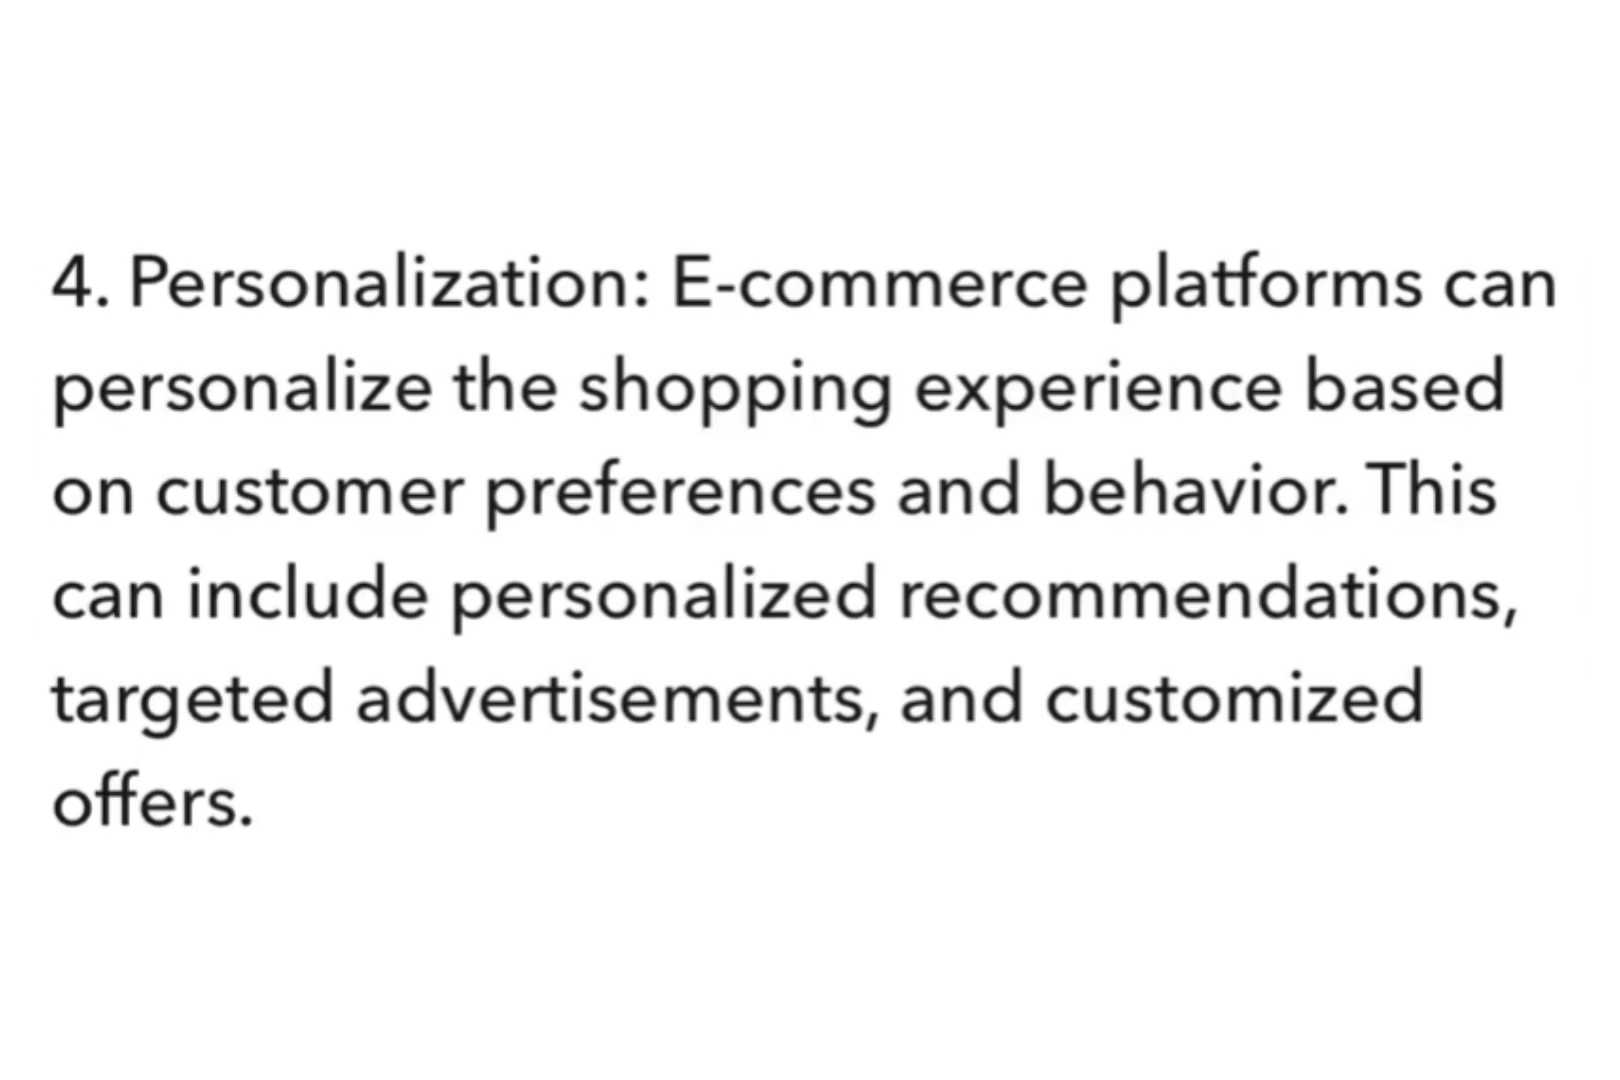 4. Personalization: E-commerce platforms can
personalize the shopping experience based
on customer preferences and behavior. This
can include personalized recommendations,
targeted advertisements, and customized
offers.